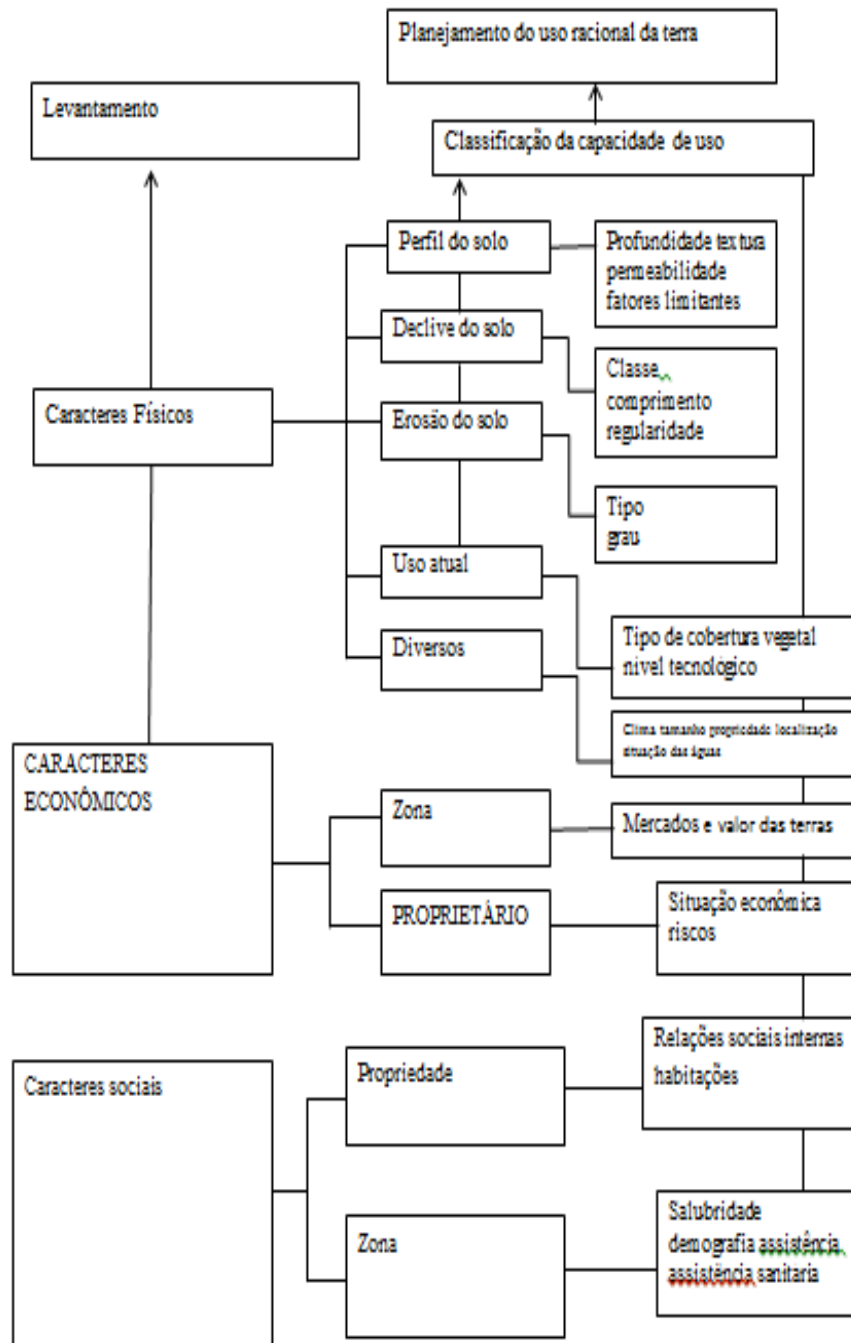 Planejamento do uso racional da terra
Levantamento
Classificação da capacidade de uso
Perfil do solo
Profundidade textura
permeabilidade
fatores limitantes
Declive do solo
Classe,
comprimento
regularidade
Caracteres Físicos
Erosão do solo
Tipo
grau
Uso atual
Tipo de cobertura vegetal
nivel tecnológico
Diversos
Clima tamanho propriedade localização
situação das águas
CARACTERES
ECONÔMICOS
Zona
Mercados e valor das terras
PROPRIETÁRIO
Situação econômica
riscos
Relações sociais internas
habitações
Caracteres sociais
Propriedade
Zona
Salubridade
demografia assistência,
assistência sanitaria